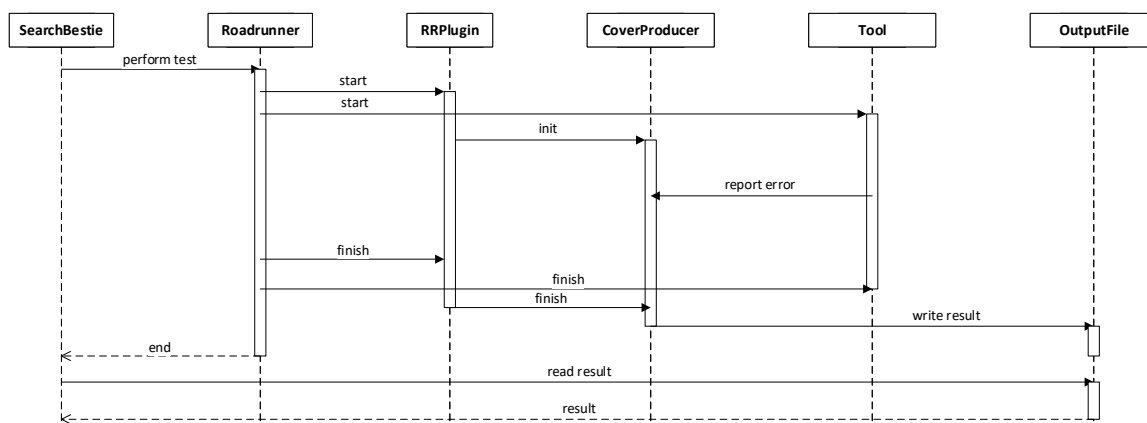 SearchBestie
Roadrunner
RRPlugin
CoverProducer
Tool
OutputFile
perform test
start
start
init
report error
finish
finish
finish
write result
end
read result
result